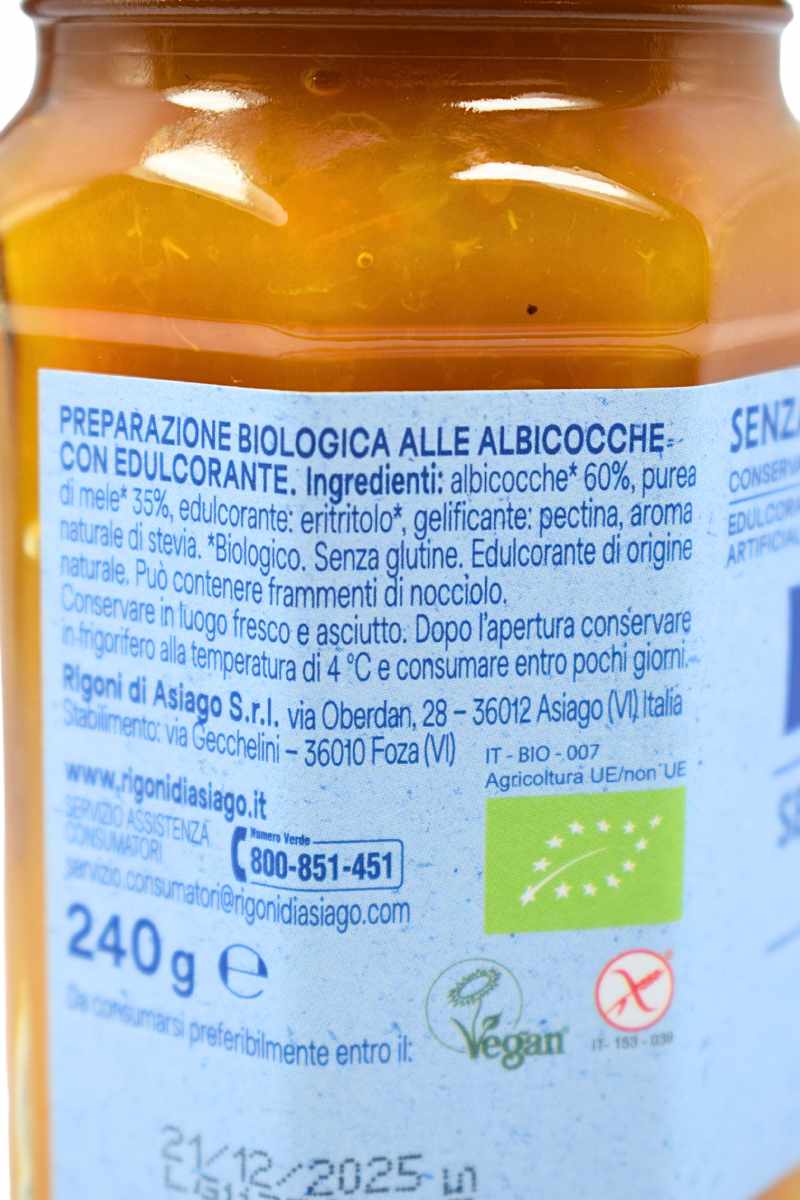 PREPARAZIONE BIOLOGICA ALLE ALBICOCCHE
CON EDULCORANTE. Ingredienti: albicocche* 60%, purea
di mele* 35%, edulcorante: eritritolo*, gelificante: pectina, aroma
naturale di stevia. *Biologico. Senza glutine. Edulcorante di origine
naturale. Può contenere frammenti di nocciolo.
Conservare in luogo fresco e asciutto. Dopo l'apertura conservare
in frigorifero alla temperatura di 4 °C e consumare entro pochi giorni.
Rigoni di Asiago S.r.l. via Oberdan, 28 – 36012 Asiago (VI) Italia
Stabilimento: via Gecchelini – 36010 Foza (VI)
IT - BIO - 007
Agricoltura UE/non UE
www.rigonidiasiago.it
SERVIZIO ASSISTENZA
CONSUMATORI
Numero Verde
800-851-451
servizio.consumatori@rigonidiasiago.com
240 g e
Vegan
IT- 153 - 039
Da consumarsi preferibilmente entro il:
21/12/2025
SENZ
CONSERVA
EDULCORA
ARTIFICIAL